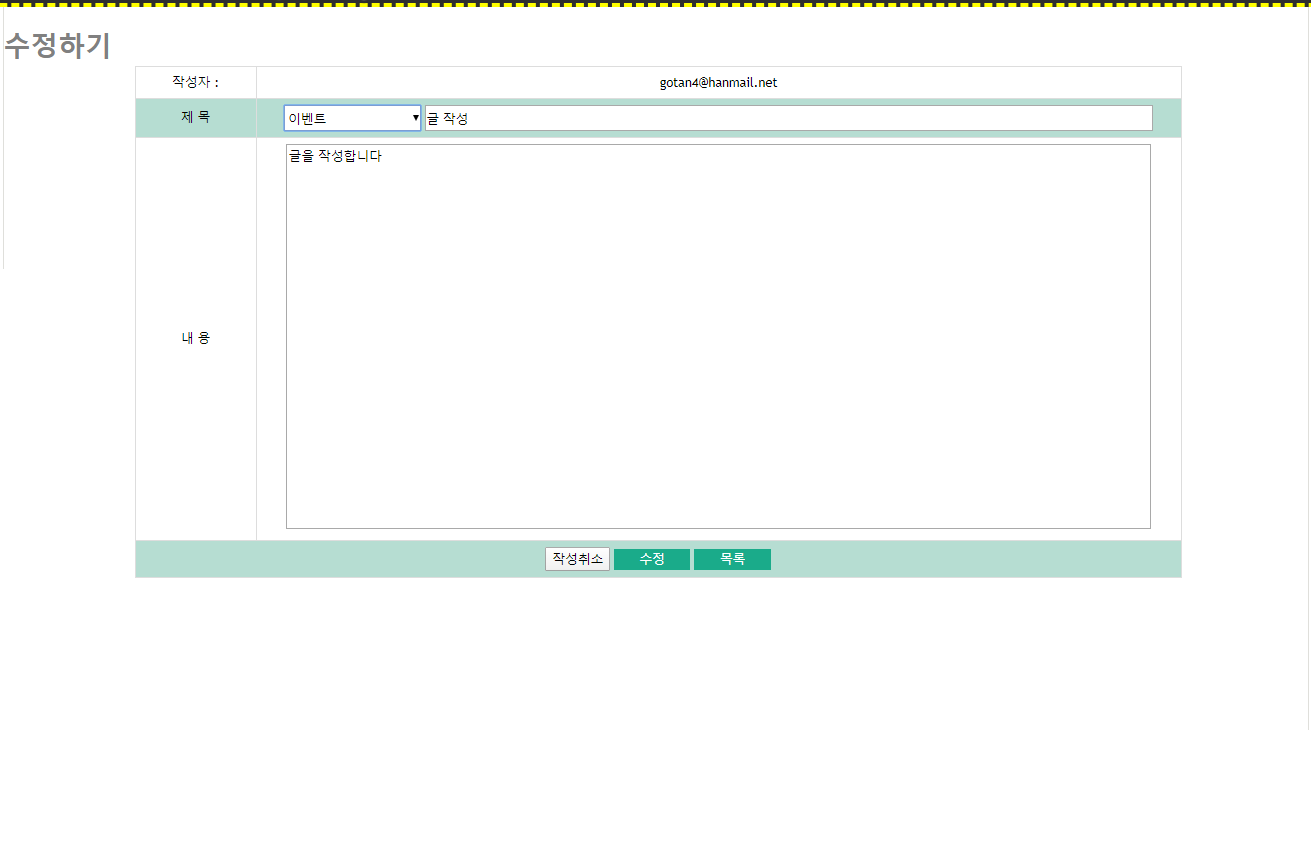 수정하기
작성자 : gotan4@hanmail.net
제 목 이벤트 글 작성
글을 작성합니다
내 용
작성취소 수정 목록